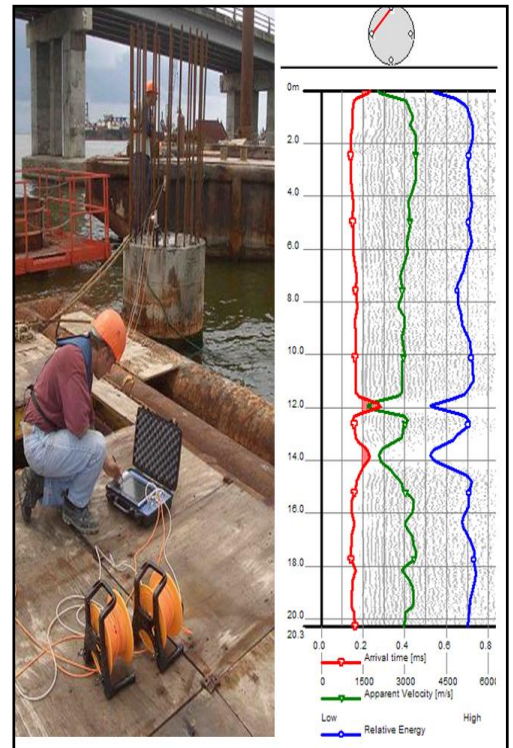 0m
2.0
4.0
6.0
8.0
10.0
12.0
14.0
16.0
18.0
20.0
20.3
0.0 0.2 0.4 0.6 0.8
Arrival time [ms]
0 1500 3000 4500 6000
Apparent Velocity [m/s]
Low High
Relative Energy